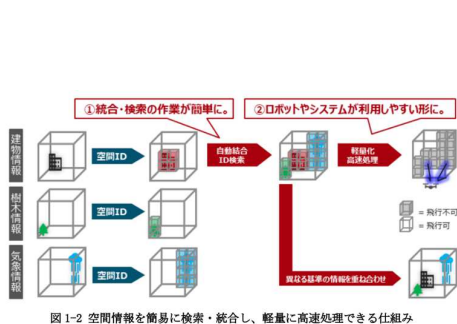 ①統合・検索の作業が簡単に。
②ロボットやシステムが利用しやすい形に。
建物情報
空間ID
自動結合
ID検索
軽量化
高速処理
樹木情報
空間ID
= 飛行不可
= 飛行可
気象情報
空間ID
異なる基準の情報を重ねあわせ
図 1-2 空間情報を簡易に検索・統合し、軽量に高速処理できる仕組み